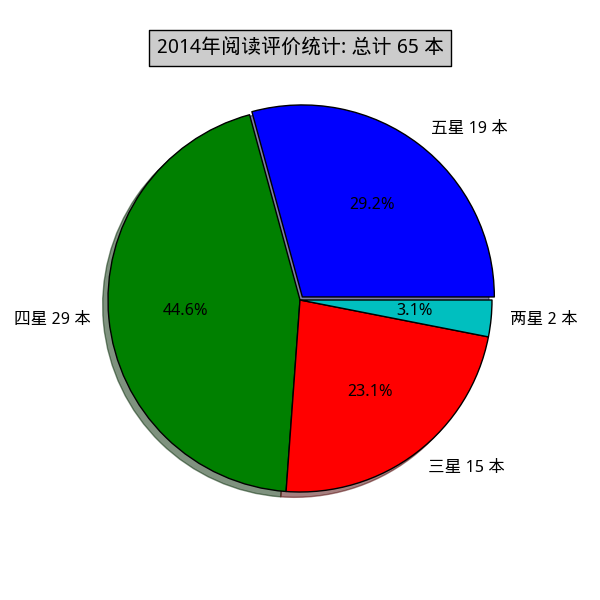 2014年阅读评价统计: 总计 65 本
五星 19 本
29.2%
四星 29 本
44.6%
3.1%
两星 2 本
23.1%
三星 15 本